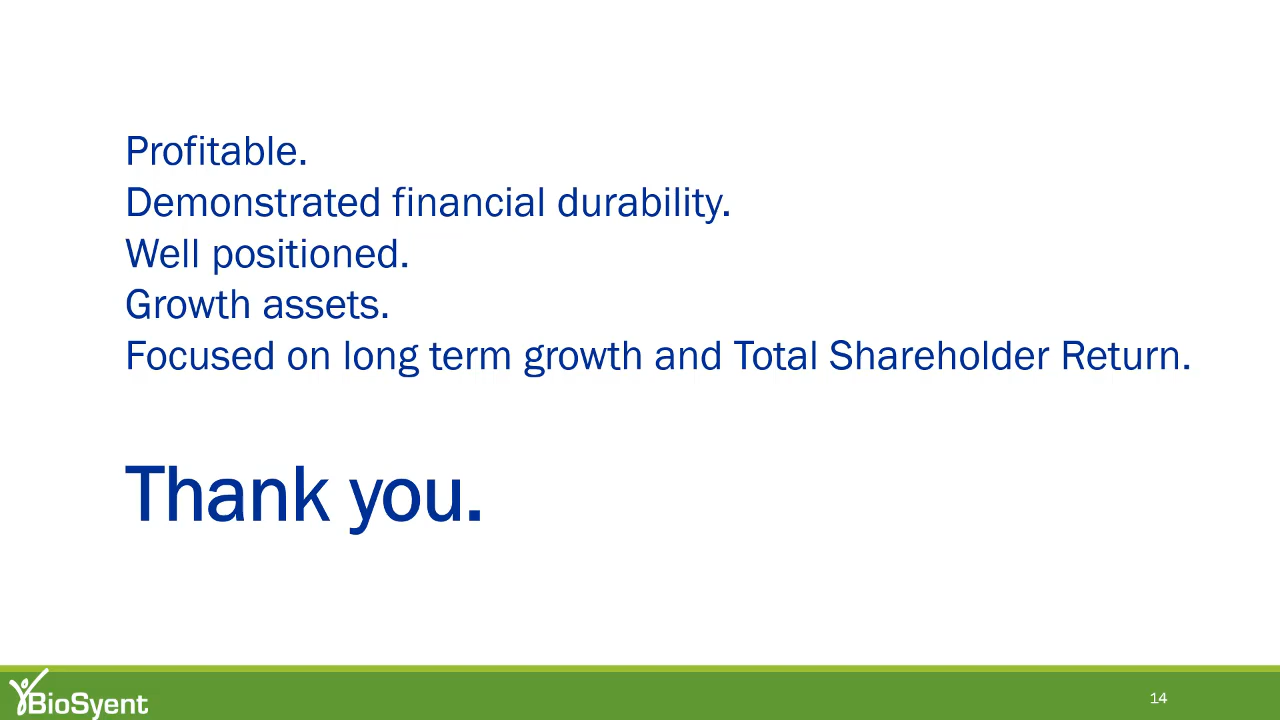 Profitable.
Demonstrated financial durability.
Well positioned.
Growth assets.
Focused on long term growth and Total Shareholder Return.
Thank you.
BioSyent
14